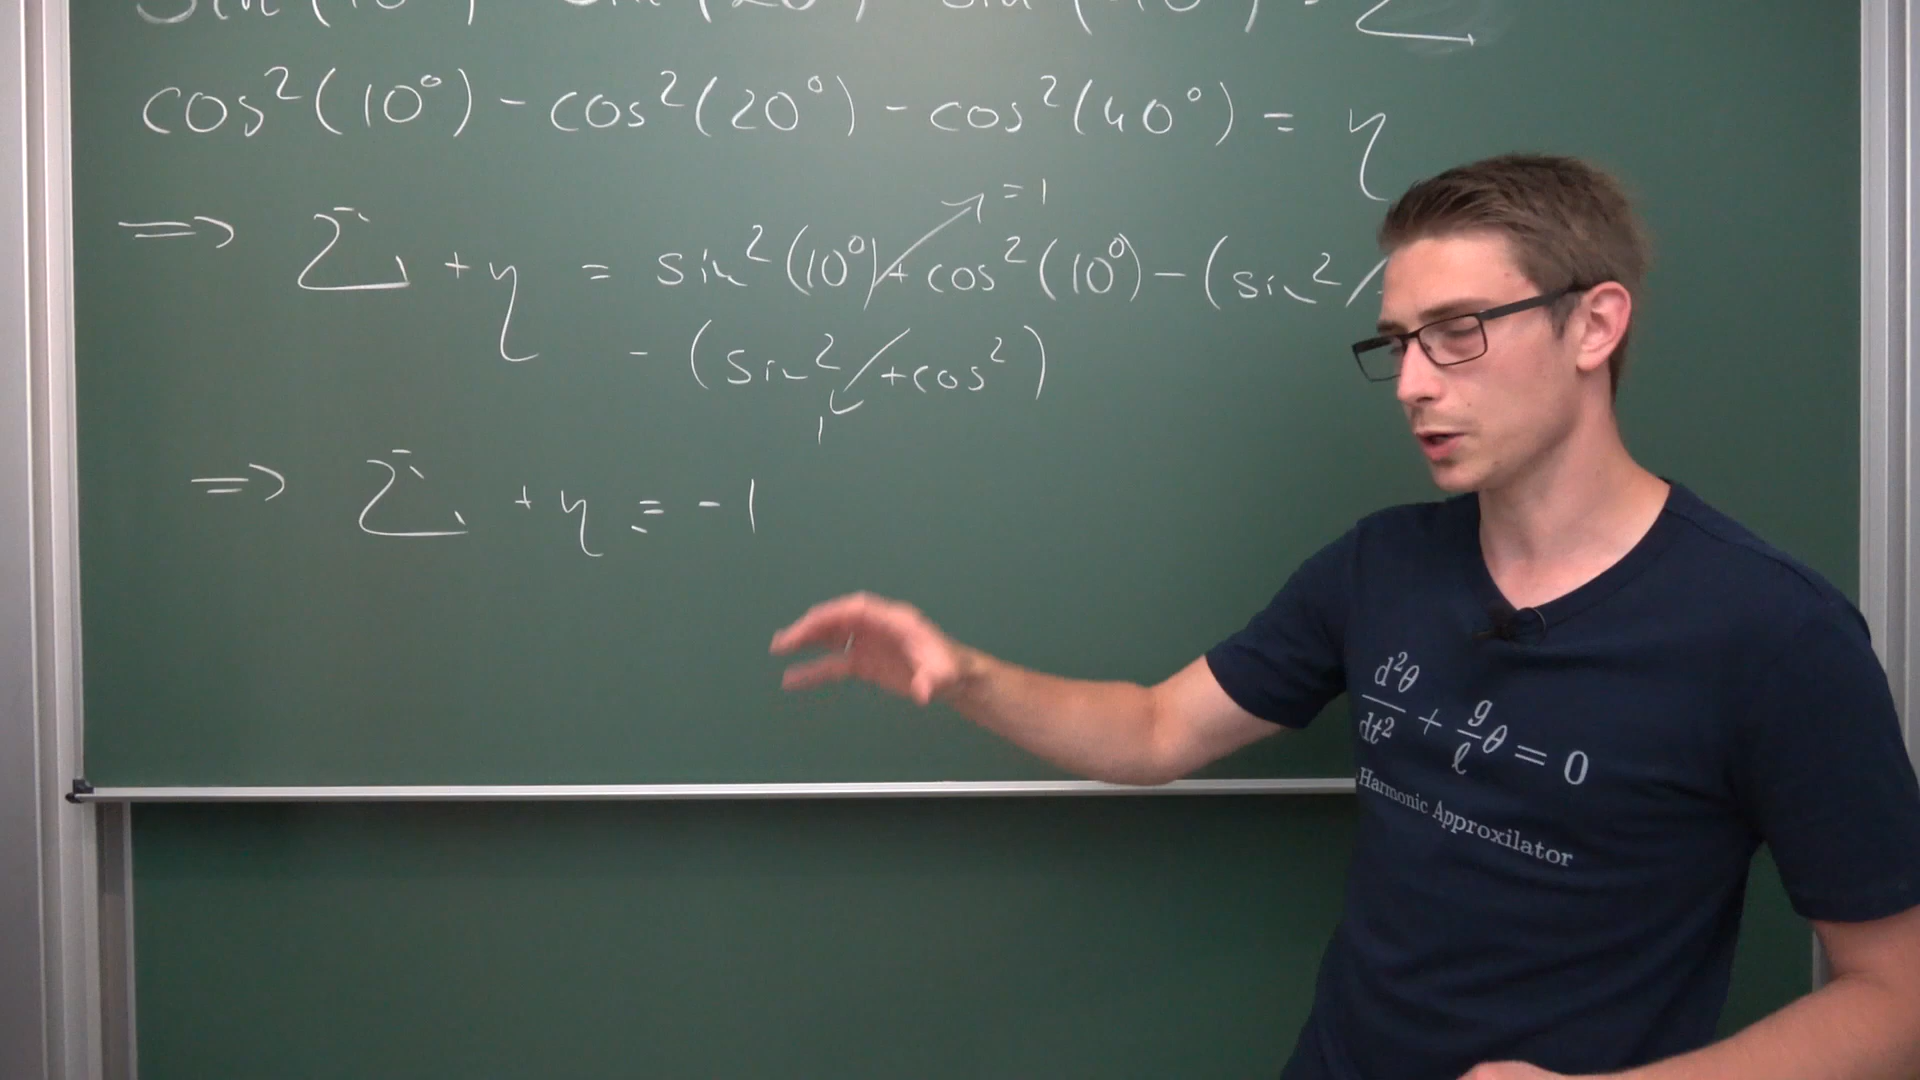 cos²(10°) - cos²(20°) - cos²(40°) = η
⇒ Σ + η = sin²(10°) + cos²(10°) - (sin²
= 1
- (sin² + cos²)
1
⇒ Σ + η = -1
d²θ/dt² + g/ℓ θ = 0
Harmonic Approxilator